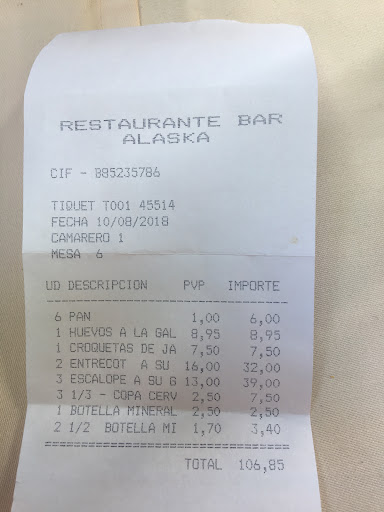 RESTAURANTE BAR
ALASKA
CIF - B85235786
TIQUET T001 45514
FECHA 10/08/2018
CAMARERO 1
MESA 6
UD DESCRIPCION PVP IMPORTE
6 PAN 1,00 6,00
1 HUEVOS A LA GAL 8,95 8,95
1 CROQUETAS DE JA 7,50 7,50
2 ENTRECOT A SU 16,00 32,00
3 ESCALOPE A SU G 13,00 39,00
3 1/3 - COPA CERV 2,50 7,50
1 BOTELLA MINERAL 2,50 2,50
2 1/2 BOTELLA MI 1,70 3,40
TOTAL 106,85